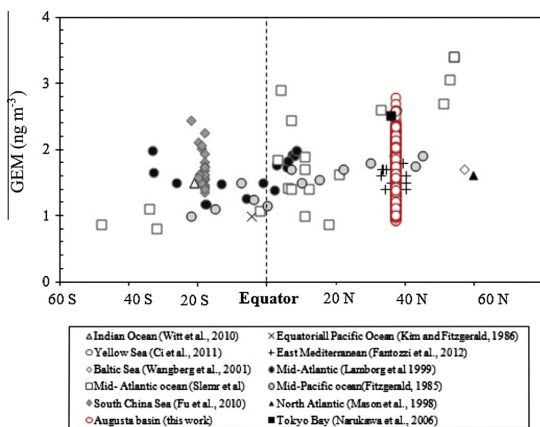 4
3
2
1
0
GEM (ng m⁻³)
60 S 40 S 20 S Equator 20 N 40 N 60 N
Indian Ocean (Witt et al., 2010)
Equatoriall Pacific Ocean (Kim and Fitzgerald, 1986)
Yellow Sea (Ci et al., 2011)
East Mediterranean (Fantozzi et al., 2012)
Baltic Sea (Wangberg et al., 2001)
Mid-Atlantic (Lamborg et al 1999)
Mid- Atlantic ocean (Slemr et al)
Mid-Pacific ocean(Fitzgerald, 1985)
South China Sea (Fu et al., 2010)
North Atlantic (Mason et al., 1998)
Augusta basin (this work)
Tokyo Bay (Narukawa et al., 2006)